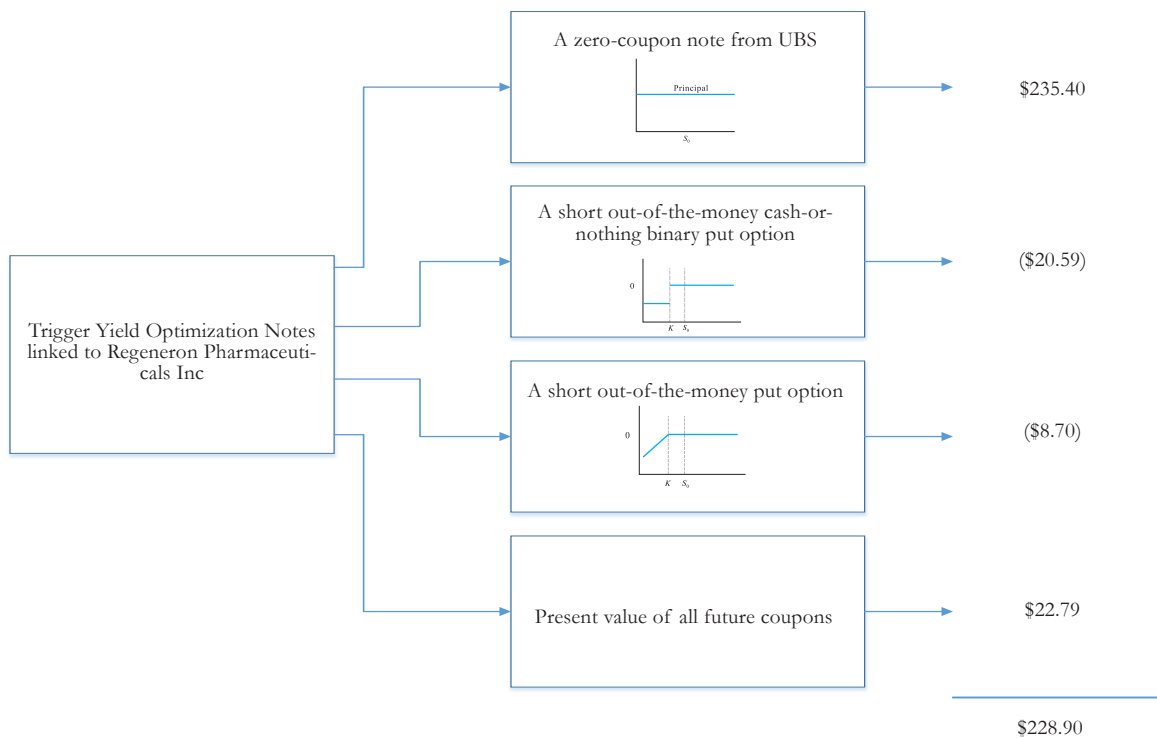 A zero-coupon note from UBS
Principal
S₀
$235.40
A short out-of-the-money cash-or-
nothing binary put option
0
K S₀
($20.59)
Trigger Yield Optimization Notes
linked to Regeneron Pharmaceuti-
cals Inc
A short out-of-the-money put option
0
K S₀
($8.70)
Present value of all future coupons
$22.79
$228.90